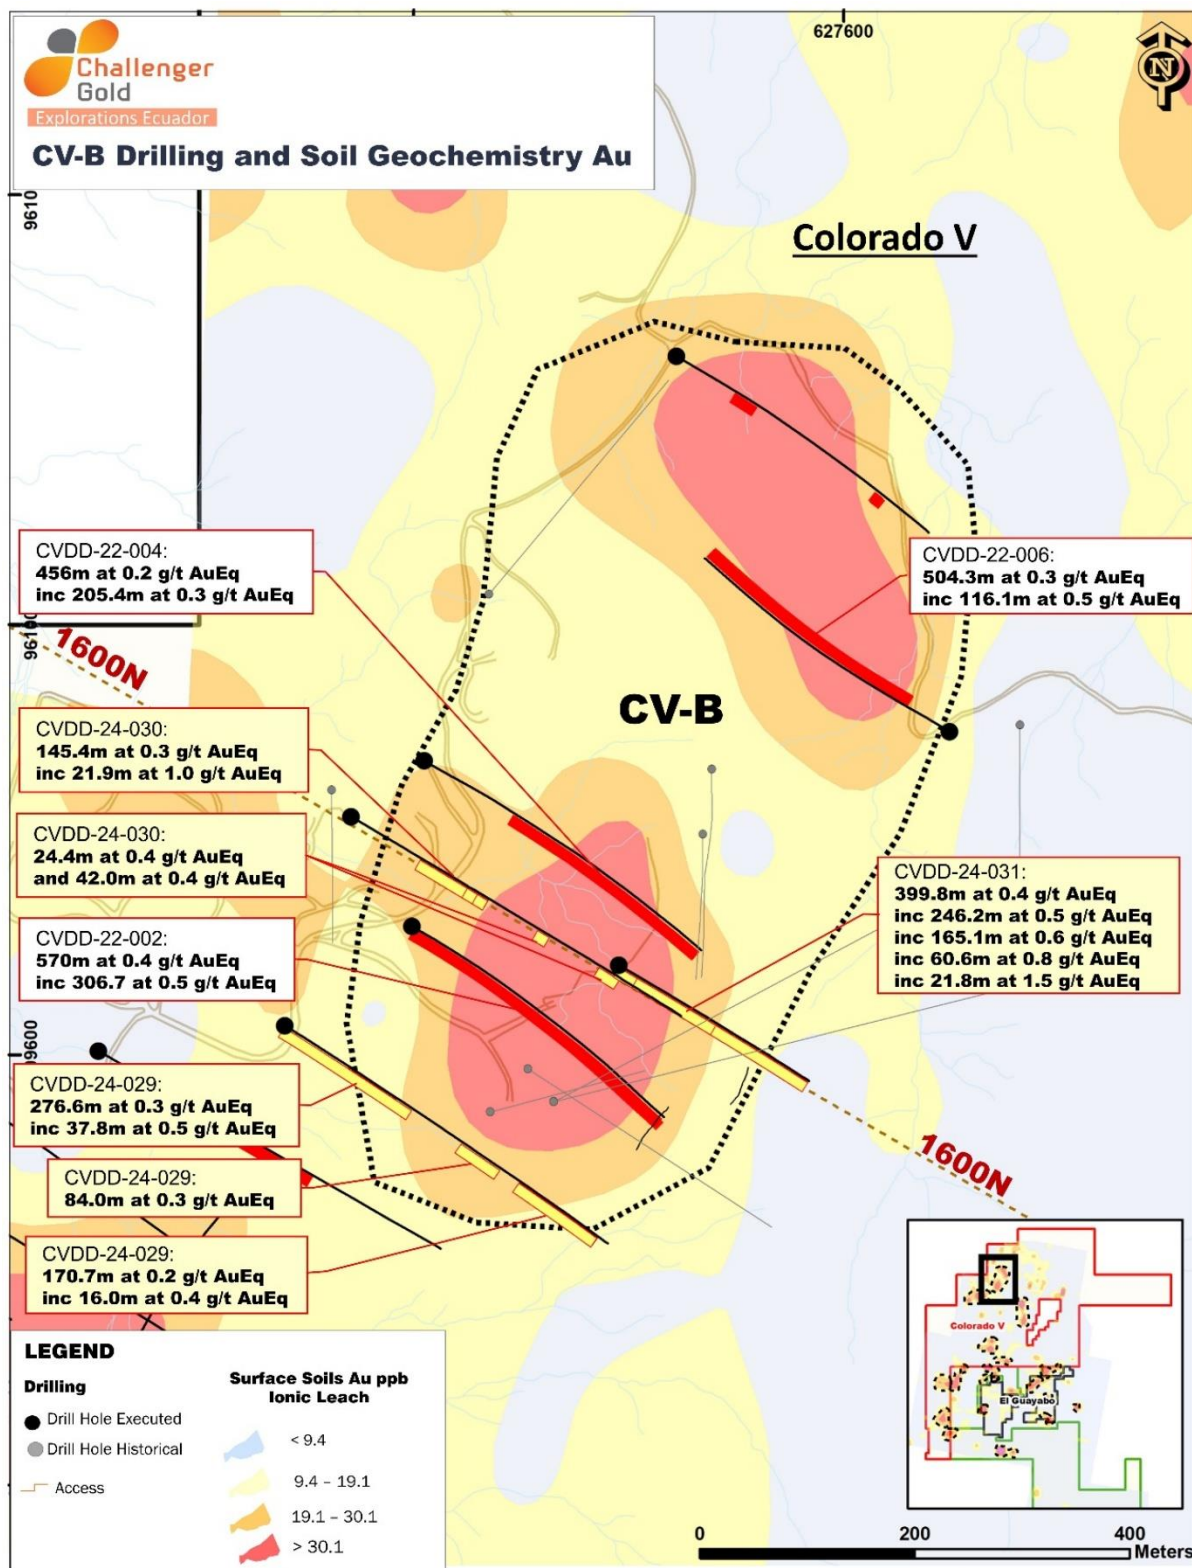 Challenger
Gold
Explorations Ecuador
CV-B Drilling and Soil Geochemistry Au
627600
N
9610
Colorado V
CVDD-22-004:
456m at 0.2 g/t AuEq
inc 205.4m at 0.3 g/t AuEq
CVDD-22-006:
504.3m at 0.3 g/t AuEq
inc 116.1m at 0.5 g/t AuEq
96100
1600N
CV-B
CVDD-24-030:
145.4m at 0.3 g/t AuEq
inc 21.9m at 1.0 g/t AuEq
CVDD-24-030:
24.4m at 0.4 g/t AuEq
and 42.0m at 0.4 g/t AuEq
CVDD-24-031:
399.8m at 0.4 g/t AuEq
inc 246.2m at 0.5 g/t AuEq
inc 165.1m at 0.6 g/t AuEq
inc 60.6m at 0.8 g/t AuEq
inc 21.8m at 1.5 g/t AuEq
CVDD-22-002:
570m at 0.4 g/t AuEq
inc 306.7 at 0.5 g/t AuEq
09600
CVDD-24-029:
276.6m at 0.3 g/t AuEq
inc 37.8m at 0.5 g/t AuEq
1600N
CVDD-24-029:
84.0m at 0.3 g/t AuEq
CVDD-24-029:
170.7m at 0.2 g/t AuEq
inc 16.0m at 0.4 g/t AuEq
LEGEND
Drilling
Drill Hole Executed
Drill Hole Historical
Access
Surface Soils Au ppb
Ionic Leach
< 9.4
9.4 – 19.1
19.1 – 30.1
> 30.1
Colorado V
El Guayabo
0 200 400
Meters